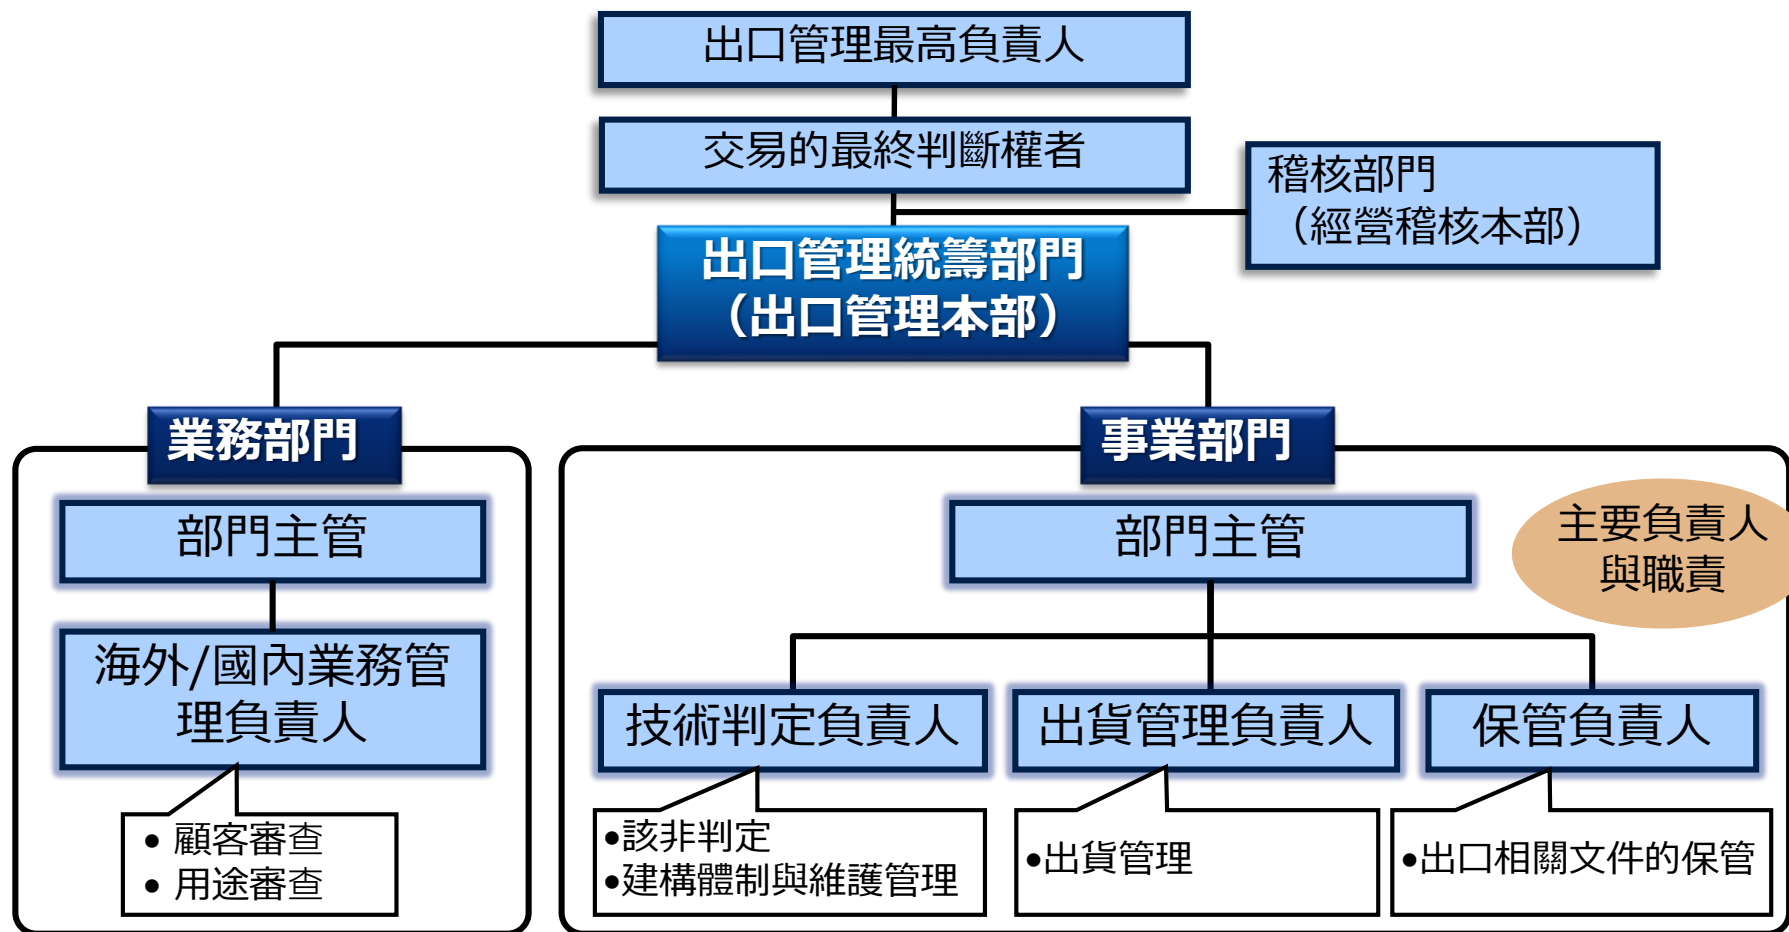 出口管理最高負責人
交易的最終判斷權者
稽核部門
（經營稽核本部）
出口管理統籌部門
（出口管理本部）
業務部門
部門主管
海外/國內業務管
理負責人
• 顧客審查
• 用途審查
事業部門
部門主管
主要負責人
與職責
技術判定負責人
•該非判定
•建構體制與維護管理
出貨管理負責人
•出貨管理
保管負責人
•出口相關文件的保管